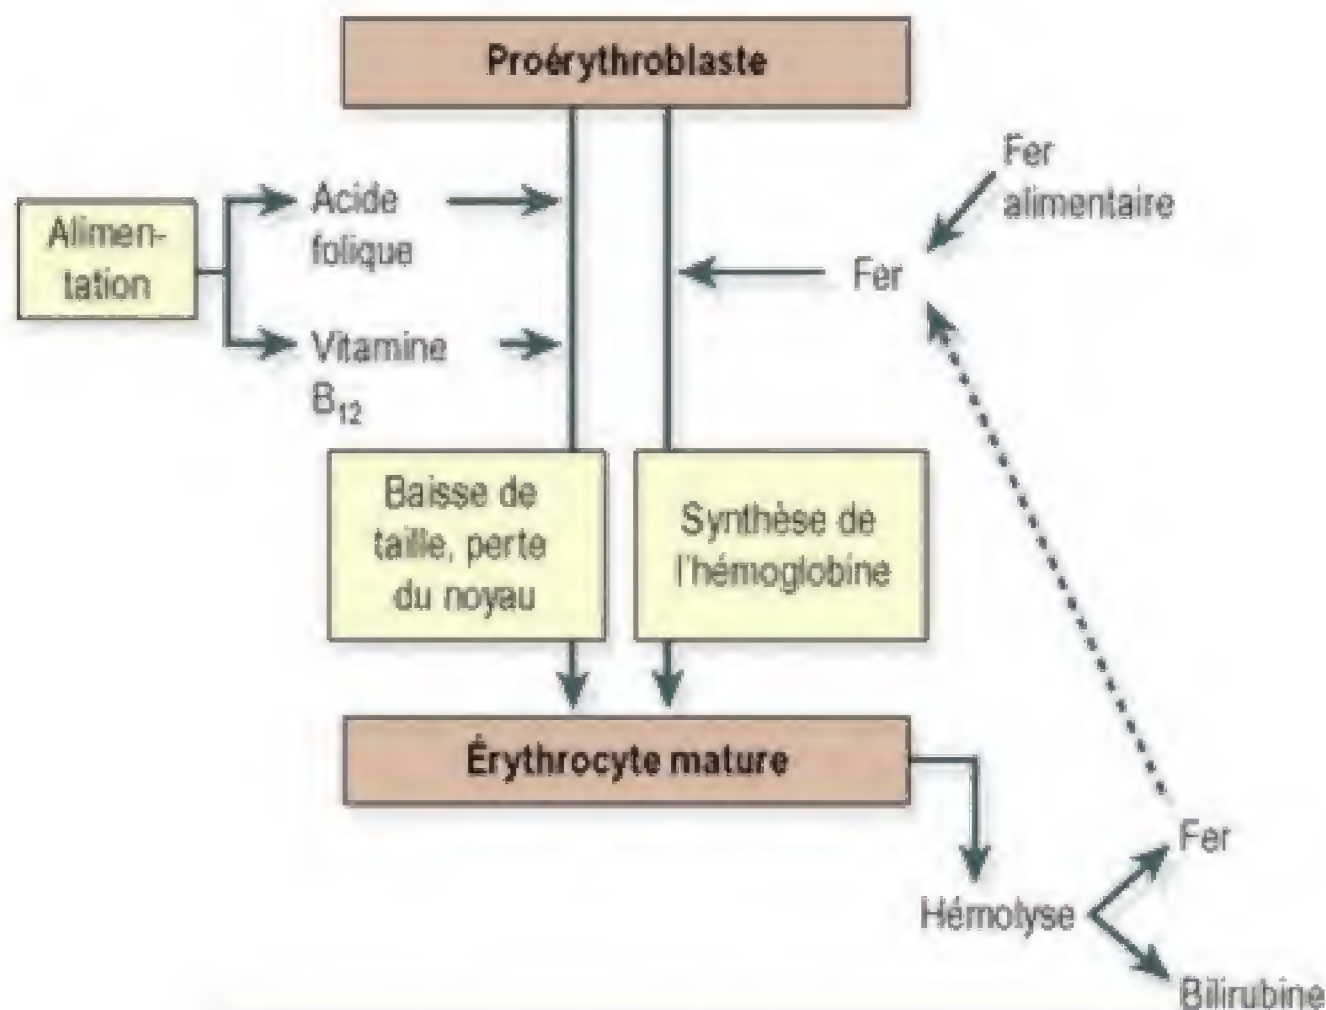 Proérythroblaste
Alimen-
tation
Acide
folique
Vitamine
B₁₂
Fer
alimentaire
Fer
Baisse de
taille, perte
du noyau
Synthèse de
l'hémoglobine
Érythrocyte mature
Hémolyse
Fer
Bilirubine